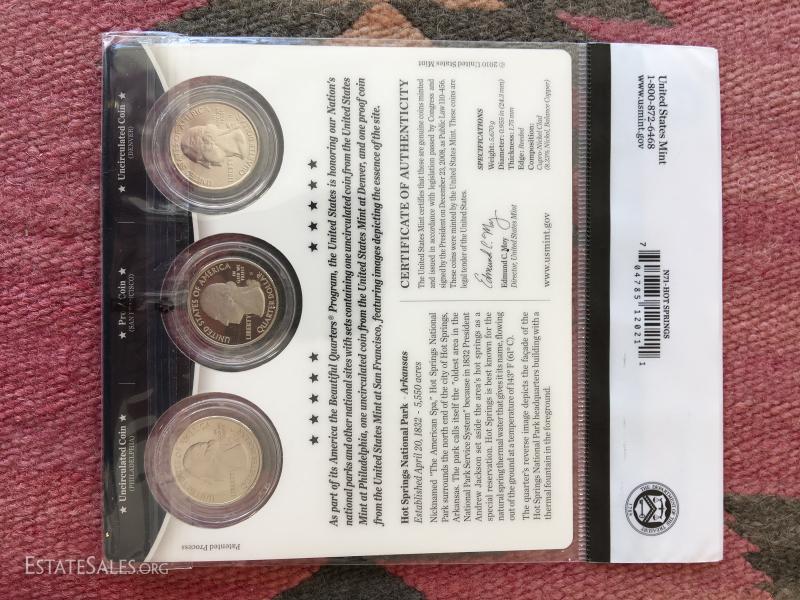 ★ Uncirculated Coin ★
(PHILADELPHIA)
Coin ★
★ Uncirculated Coin ★
(DENVER)
UNITED STATES OF AMERICA
LIBERTY
QUARTER DOLLAR
Patented Process
© 2010 United States Mint
As part of its America the Beautiful Quarters® Program, the United States is honoring our Nation's
national parks and other national sites with sets containing one uncirculated coin from the United States
Mint at Philadelphia, one uncirculated coin from the United States Mint at Denver, and one proof coin
from the United States Mint at San Francisco, featuring images depicting the essence of the site.
Hot Springs National Park - Arkansas
Established April 20, 1832 - 5,550 acres
Nicknamed "The American Spa," Hot Springs National
Park surrounds the north end of the city of Hot Springs,
Arkansas. The park calls itself the "oldest area in the
National Park Service System" because in 1832 President
Andrew Jackson set aside the area's hot springs as a
special reservation. Hot Springs is best known for the
natural spring thermal water that gives it its name, flowing
out of the ground at a temperature of 143° F (61° C).
The quarter's reverse image depicts the façade of the
Hot Springs National Park headquarters building with a
thermal fountain in the foreground.
CERTIFICATE OF AUTHENTICITY
The United States Mint certifies that these are genuine coins minted
and issued in accordance with legislation passed by Congress and
signed by the President on December 23, 2008, as Public Law 110-456.
These coins were minted by the United States Mint. These coins are
legal tender of the United States.
Edmund C. Moy
Edmund C. Moy
Director, United States Mint
www.usmint.gov
SPECIFICATIONS
Weight: 5.670 g
Diameter: 0.955 in (24.3 mm)
Thickness: 1.75 mm
Edge: Reeded
Composition:
Cupro-Nickel Clad
(8.33% Nickel, Balance Copper)
N71-HOT SPRINGS
7 04785 12021 1
United States Mint
1-800-872-6468
www.usmint.gov
ESTATESALES.ORG